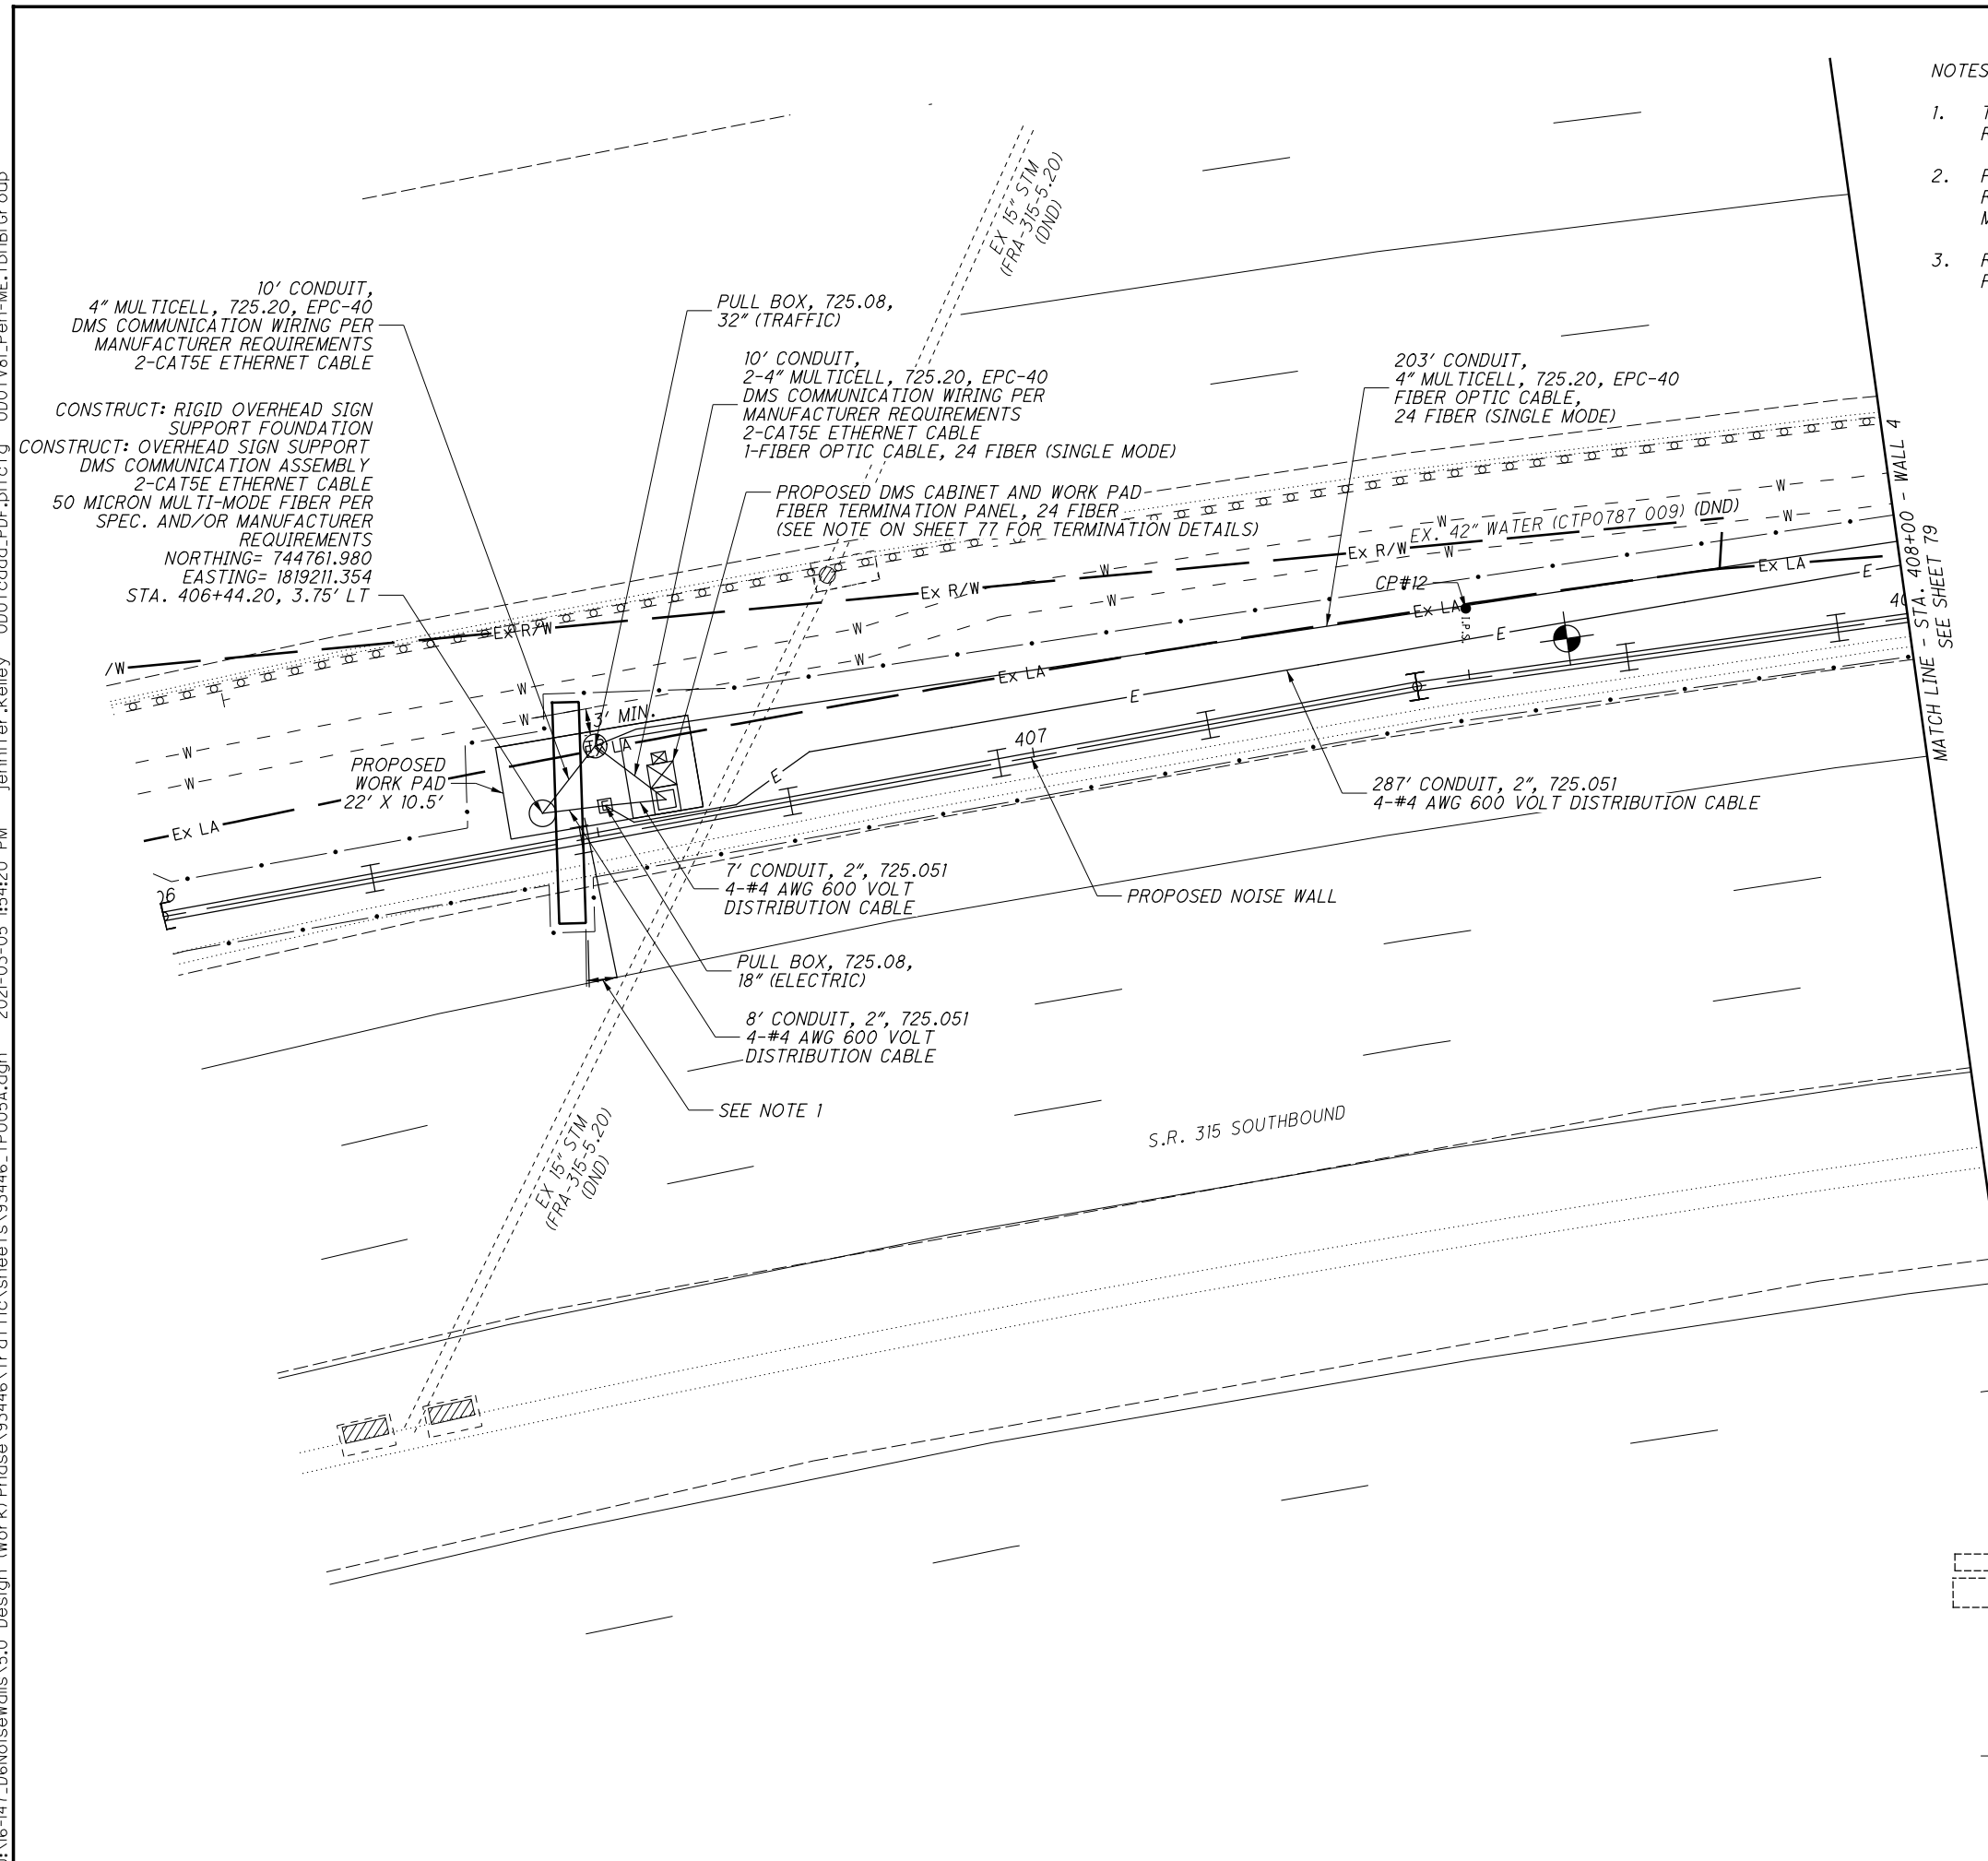 NOTES
1.
2.
3.
10' CONDUIT,
4" MULTICELL, 725.20, EPC-40
DMS COMMUNICATION WIRING PER
MANUFACTURER REQUIREMENTS
2-CAT5E ETHERNET CABLE
CONSTRUCT: RIGID OVERHEAD SIGN
SUPPORT FOUNDATION
CONSTRUCT: OVERHEAD SIGN SUPPORT
DMS COMMUNICATION ASSEMBLY
2-CAT5E ETHERNET CABLE
50 MICRON MULTI-MODE FIBER PER
SPEC. AND/OR MANUFACTURER
REQUIREMENTS
NORTHING= 744761.980
EASTING= 1819211.354
STA. 406+44.20, 3.75' LT
PULL BOX, 725.08,
32" (TRAFFIC)
10' CONDUIT,
2-4" MULTICELL, 725.20, EPC-40
DMS COMMUNICATION WIRING PER
MANUFACTURER REQUIREMENTS
2-CAT5E ETHERNET CABLE
1-FIBER OPTIC CABLE, 24 FIBER (SINGLE MODE)
PROPOSED DMS CABINET AND WORK PAD
FIBER TERMINATION PANEL, 24 FIBER
(SEE NOTE ON SHEET 77 FOR TERMINATION DETAILS)
EX 15" STM
(FRA-315-5.20)
(DND)
203' CONDUIT,
4" MULTICELL, 725.20, EPC-40
FIBER OPTIC CABLE,
24 FIBER (SINGLE MODE)
EX. 42" WATER (CTP0787 009) (DND)
W
W
W
W
W
W
W
W
W
W
W
W
/W
Ex R/W
Ex R/W
Ex R/W
CP#12
I.P.S.
Ex LA
Ex LA
Ex LA
Ex LA
LA
E
E
E
E
E
3' MIN.
407
MATCH LINE - STA. 408+00 - WALL 4
SEE SHEET 79
PROPOSED
WORK PAD
22' X 10.5'
287' CONDUIT, 2", 725.051
4-#4 AWG 600 VOLT DISTRIBUTION CABLE
7' CONDUIT, 2", 725.051
4-#4 AWG 600 VOLT
DISTRIBUTION CABLE
PROPOSED NOISE WALL
PULL BOX, 725.08,
18" (ELECTRIC)
8' CONDUIT, 2", 725.051
4-#4 AWG 600 VOLT
DISTRIBUTION CABLE
SEE NOTE 1
EX 15" STM
(FRA-315-5.20)
(DND)
S.R. 315 SOUTHBOUND